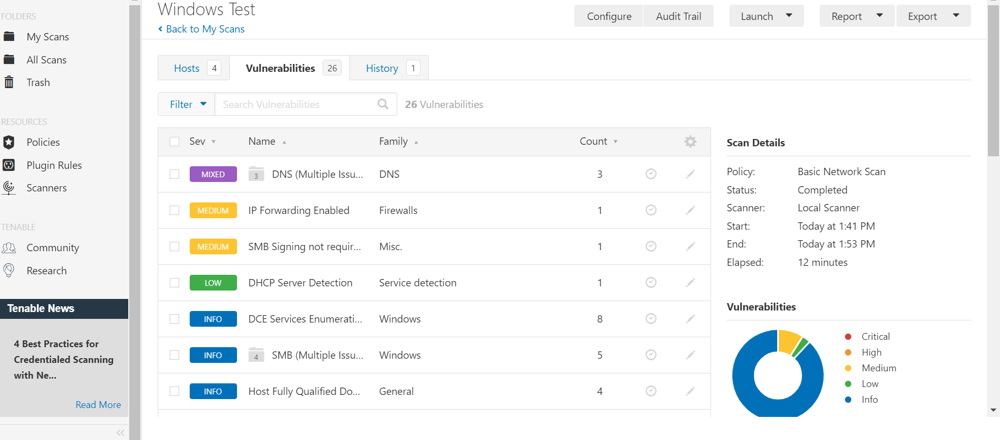 FOLDERS
My Scans
All Scans
Trash
RESOURCES
Policies
Plugin Rules
Scanners
TENABLE
Community
Research
Tenable News
4 Best Practices for
Credentialed Scanning
with Ne...
Read More
Windows Test
Back to My Scans
Configure
Audit Trail
Launch
Report
Export
Hosts 4
Vulnerabilities 26
History 1
Filter
Search Vulnerabilities
26 Vulnerabilities
Sev Name Family Count
MIXED 3 DNS (Multiple Issu... DNS 3
MEDIUM IP Forwarding Enabled Firewalls 1
MEDIUM SMB Signing not requir... Misc. 1
LOW DHCP Server Detection Service detection 1
INFO DCE Services Enumerati... Windows 8
INFO 4 SMB (Multiple Issu... Windows 5
INFO Host Fully Qualified Do... General 4
Scan Details
Policy: Basic Network Scan
Status: Completed
Scanner: Local Scanner
Start: Today at 1:41 PM
End: Today at 1:53 PM
Elapsed: 12 minutes
Vulnerabilities
Critical
High
Medium
Low
Info